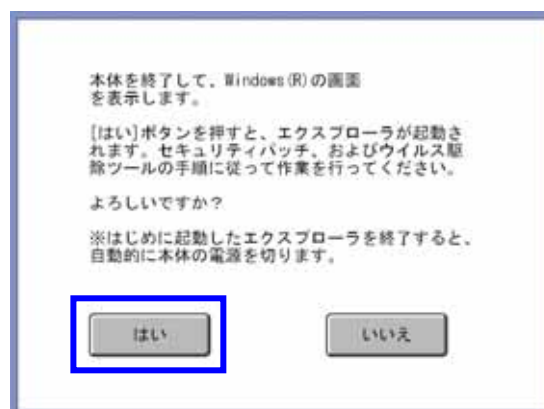 本体を終了して、Windows(R)の画面
を表示します。
[はい]ボタンを押すと、エクスプローラが起動さ
れます。セキュリティパッチ、およびウイルス駆
除ツールの手順に従って作業を行ってください。
よろしいですか？
※はじめに起動したエクスプローラを終了すると、
自動的に本体の電源を切ります。
はい
いいえ